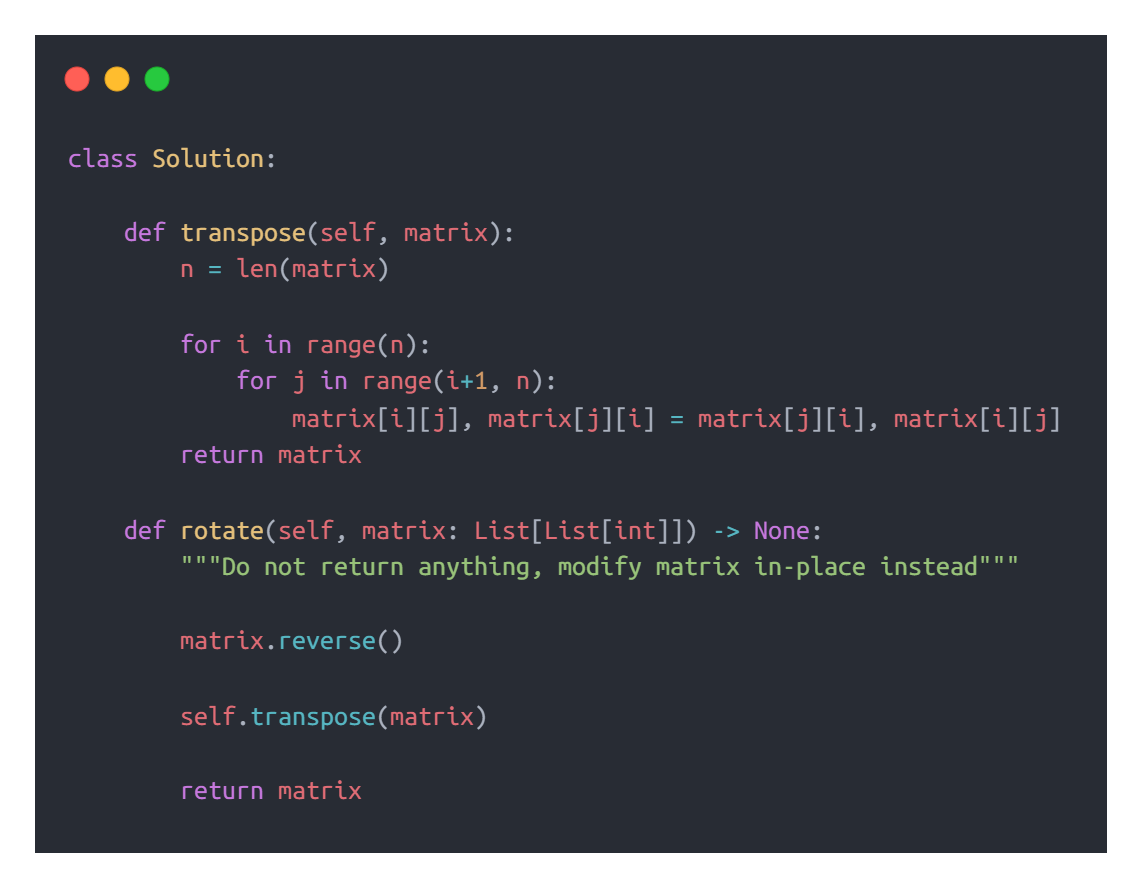 class Solution:
    def transpose(self, matrix):
        n = len(matrix)
        for i in range(n):
            for j in range(i+1, n):
                matrix[i][j], matrix[j][i] = matrix[j][i], matrix[i][j]
        return matrix
    def rotate(self, matrix: List[List[int]]) -> None:
        """Do not return anything, modify matrix in-place instead"""
        matrix.reverse()
        self.transpose(matrix)
        return matrix